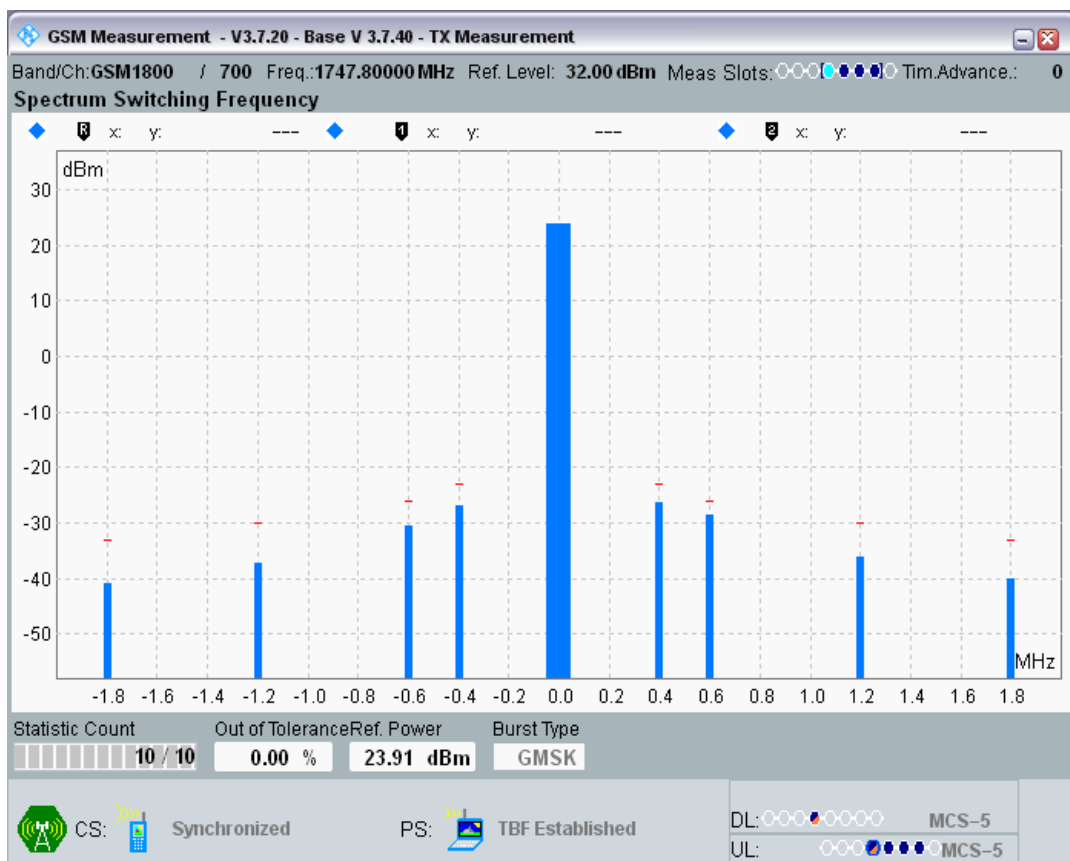 GSM Measurement - V3.7.20 - Base V 3.7.40 - TX Measurement
Band/Ch:GSM1800 / 700 Freq.:1747.80000 MHz Ref. Level: 32.00 dBm Meas Slots: Tim.Advance.: 0
Spectrum Switching Frequency
R x: y: --- 1 x: y: --- 2 x: y: ---
dBm
30
20
10
0
-10
-20
-30
-40
-50
MHz
-1.8 -1.6 -1.4 -1.2 -1.0 -0.8 -0.6 -0.4 -0.2 0.0 0.2 0.4 0.6 0.8 1.0 1.2 1.4 1.6 1.8
Statistic Count Out of Tolerance Ref. Power Burst Type
10 / 10 0.00 % 23.91 dBm GMSK
CS: Synchronized PS: TBF Established
DL: MCS-5
UL: MCS-5